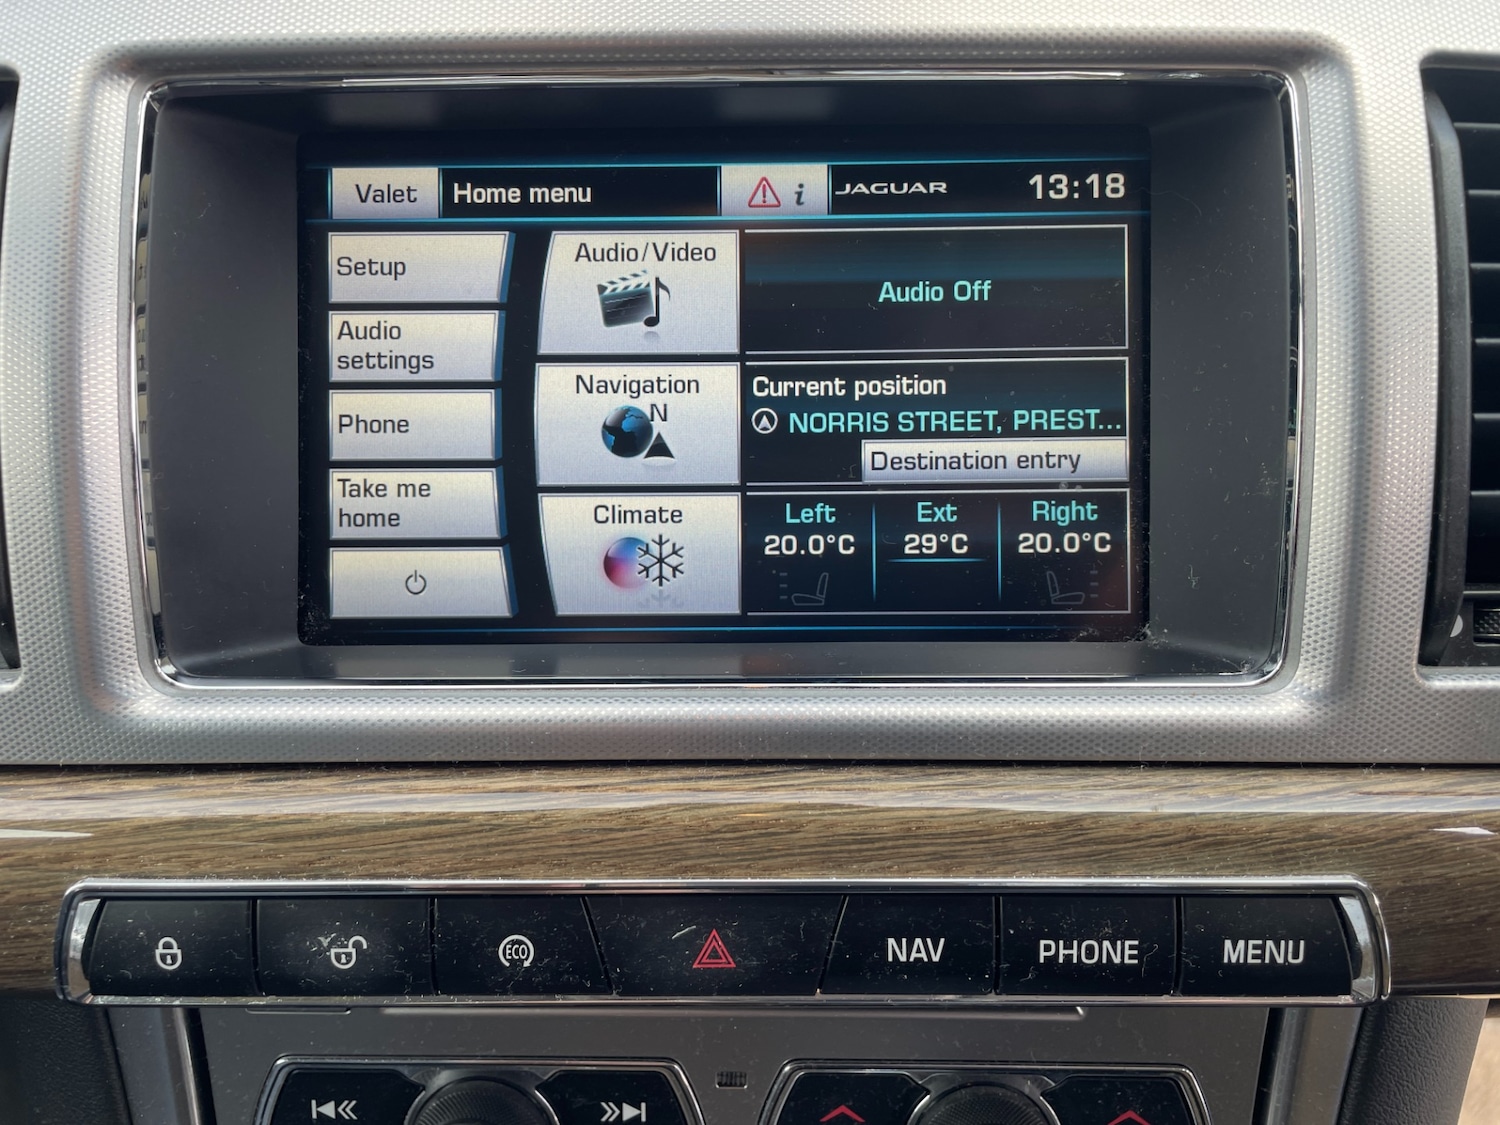 Valet Home menu i JAGUAR 13:18
Setup
Audio
settings
Phone
Take me
home
Audio/Video
Audio Off
Navigation
N
Current position
NORRIS STREET, PREST...
Destination entry
Climate
Left Ext Right
20.0°C 29°C 20.0°C
ECO NAV PHONE MENU